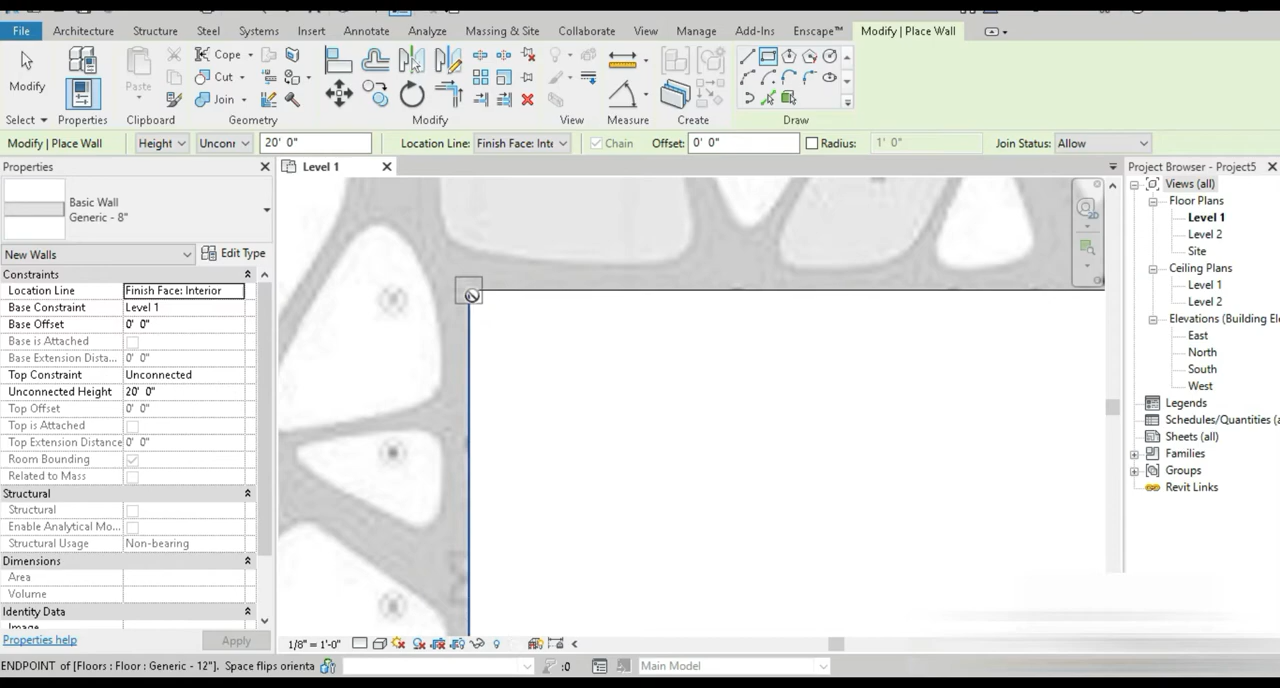 File Architecture Structure Steel Systems Insert Annotate Analyze Massing & Site Collaborate View Manage Add-Ins Enscape™ Modify | Place Wall
Modify Paste Cope Cut Join
Select Properties Clipboard Geometry Modify View Measure Create Draw
Modify | Place Wall Height Unconr 20' 0" Location Line: Finish Face: Inte Chain Offset: 0' 0" Radius: 1' 0" Join Status: Allow
Properties
Level 1
Project Browser - Project5
Basic Wall
Generic - 8"
New Walls Edit Type
Constraints
Location Line Finish Face: Interior
Base Constraint Level 1
Base Offset 0' 0"
Base is Attached
Base Extension Dista... 0' 0"
Top Constraint Unconnected
Unconnected Height 20' 0"
Top Offset 0' 0"
Top is Attached
Top Extension Distance 0' 0"
Room Bounding
Related to Mass
Structural
Structural
Enable Analytical Mo...
Structural Usage Non-bearing
Dimensions
Area
Volume
Identity Data
Image
Properties help Apply
2D
Views (all)
Floor Plans
Level 1
Level 2
Site
Ceiling Plans
Level 1
Level 2
Elevations (Building El
East
North
South
West
Legends
Schedules/Quantities (a
Sheets (all)
Families
Groups
Revit Links
1/8" = 1'-0"
ENDPOINT of [Floors : Floor : Generic - 12"]. Space flips orienta :0 Main Model